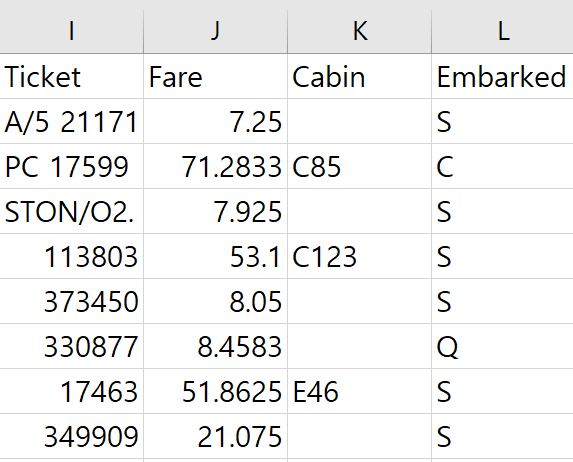 I J K L
Ticket Fare Cabin Embarked
A/5 21171 7.25 S
PC 17599 71.2833 C85 C
STON/O2. 7.925 S
113803 53.1 C123 S
373450 8.05 S
330877 8.4583 Q
17463 51.8625 E46 S
349909 21.075 S